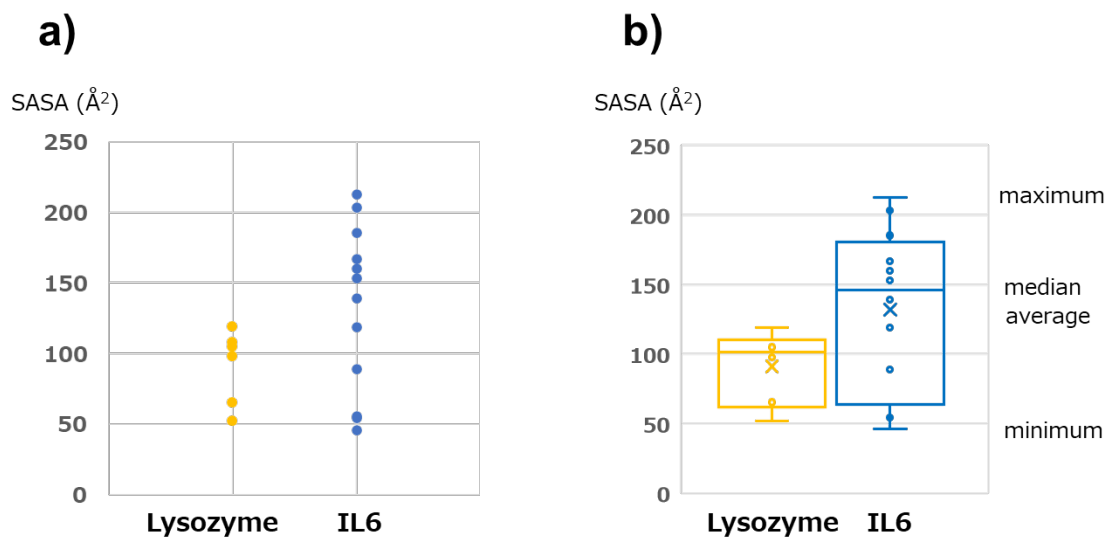 a)
SASA (Å²)
250
200
150
100
50
0
Lysozyme IL6
b)
SASA (Å²)
250
200
150
100
50
0
Lysozyme IL6
maximum
median
average
minimum